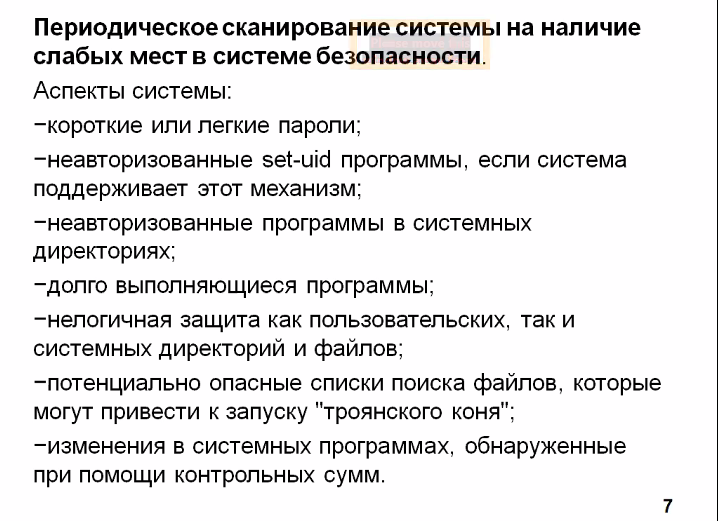 Периодическое сканирование системы на наличие
слабых мест в системе безопасности.
Аспекты системы:
−короткие или легкие пароли;
−неавторизованные set-uid программы, если система
поддерживает этот механизм;
−неавторизованные программы в системных
директориях;
−долго выполняющиеся программы;
−нелогичная защита как пользовательских, так и
системных директорий и файлов;
−потенциально опасные списки поиска файлов, которые
могут привести к запуску "троянского коня";
−изменения в системных программах, обнаруженные
при помощи контрольных сумм.
7